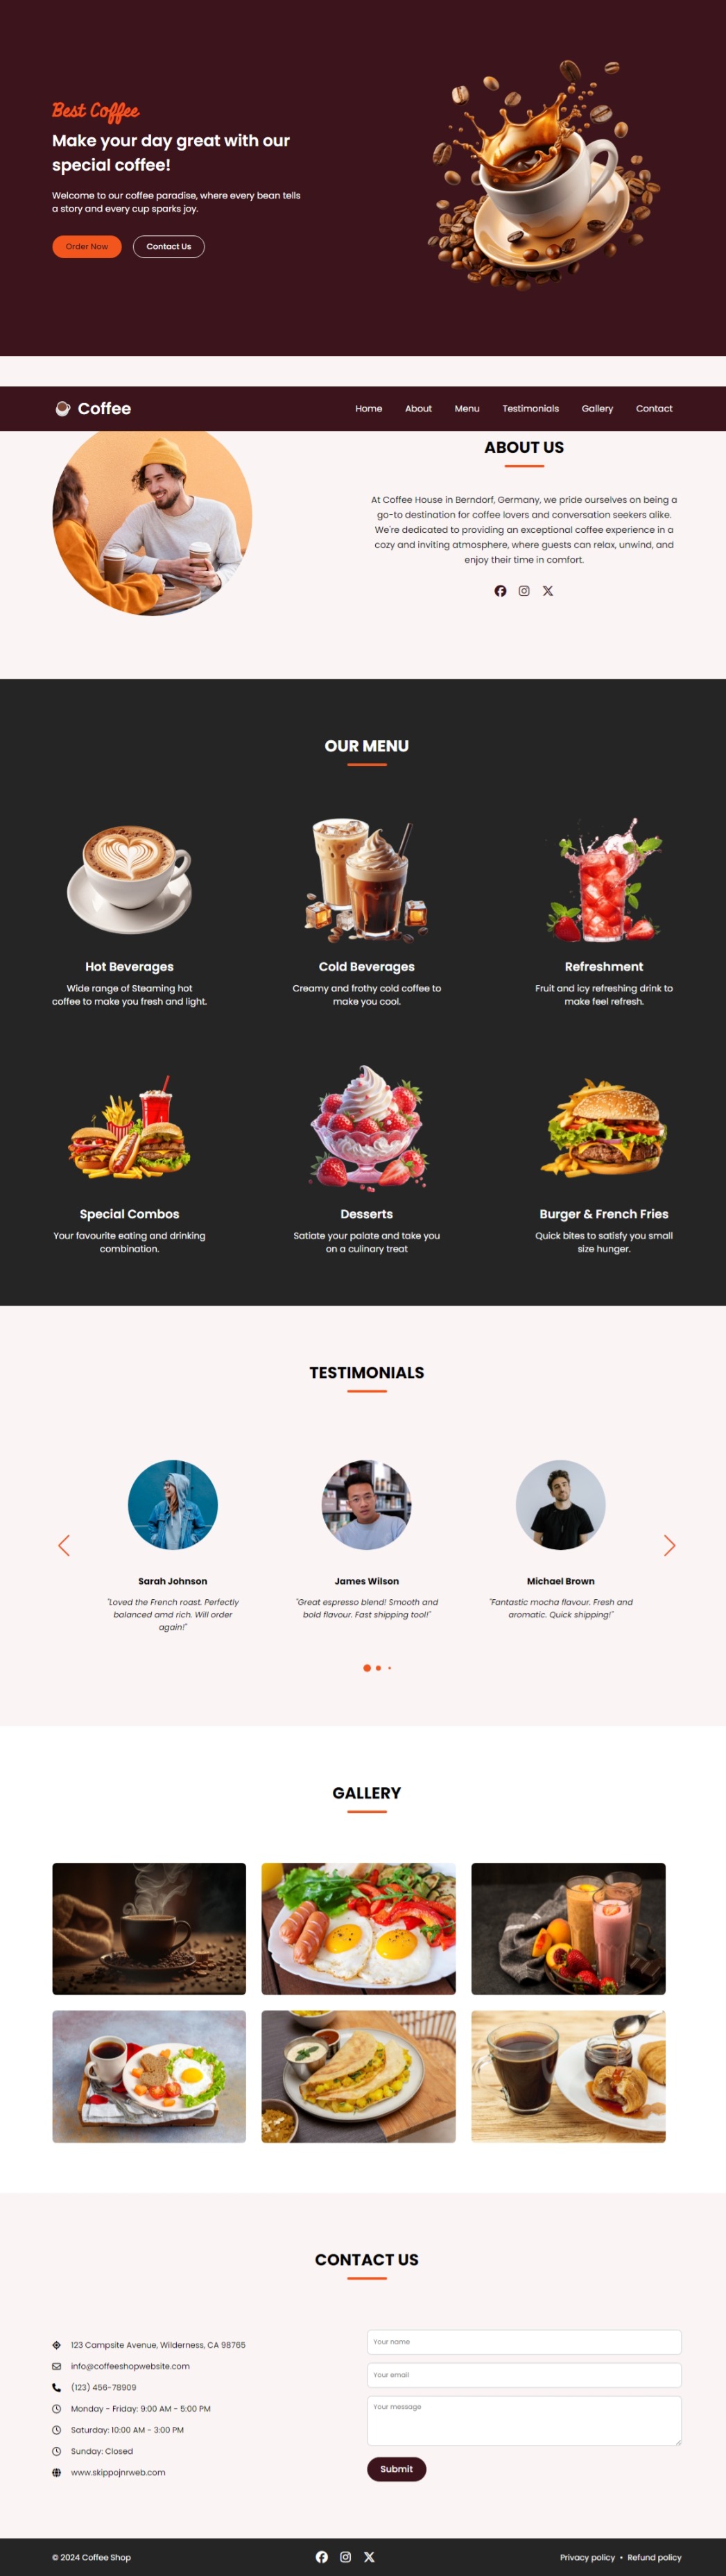 Best Coffee
Make your day great with our
special coffee!
Welcome to our coffee paradise, where every bean tells
a story and every cup sparks joy.
Order Now
Contact Us
Coffee
Home
About
Menu
Testimonials
Gallery
Contact
ABOUT US
At Coffee House in Berndorf, Germany, we pride ourselves on being a
go-to destination for coffee lovers and conversation seekers alike.
We're dedicated to providing an exceptional coffee experience in a
cozy and inviting atmosphere, where guests can relax, unwind, and
enjoy their time in comfort.
OUR MENU
Hot Beverages
Wide range of Steaming hot
coffee to make you fresh and light.
Cold Beverages
Creamy and frothy cold coffee to
make you cool.
Refreshment
Fruit and icy refreshing drink to
make feel refresh.
Special Combos
Your favourite eating and drinking
combination.
Desserts
Satiate your palate and take you
on a culinary treat
Burger & French Fries
Quick bites to satisfy you small
size hunger.
TESTIMONIALS
Sarah Johnson
"Loved the French roast. Perfectly
balanced amd rich. Will order
again!"
James Wilson
"Great espresso blend! Smooth and
bold flavour. Fast shipping tool!"
Michael Brown
"Fantastic mocha flavour. Fresh and
aromatic. Quick shipping!"
GALLERY
CONTACT US
123 Campsite Avenue, Wilderness, CA 98765
info@coffeeshopwebsite.com
(123) 456-78909
Monday - Friday: 9:00 AM - 5:00 PM
Saturday: 10:00 AM - 3:00 PM
Sunday: Closed
www.skippojnrweb.com
Your name
Your email
Your message
Submit
© 2024 Coffee Shop
Privacy policy • Refund policy